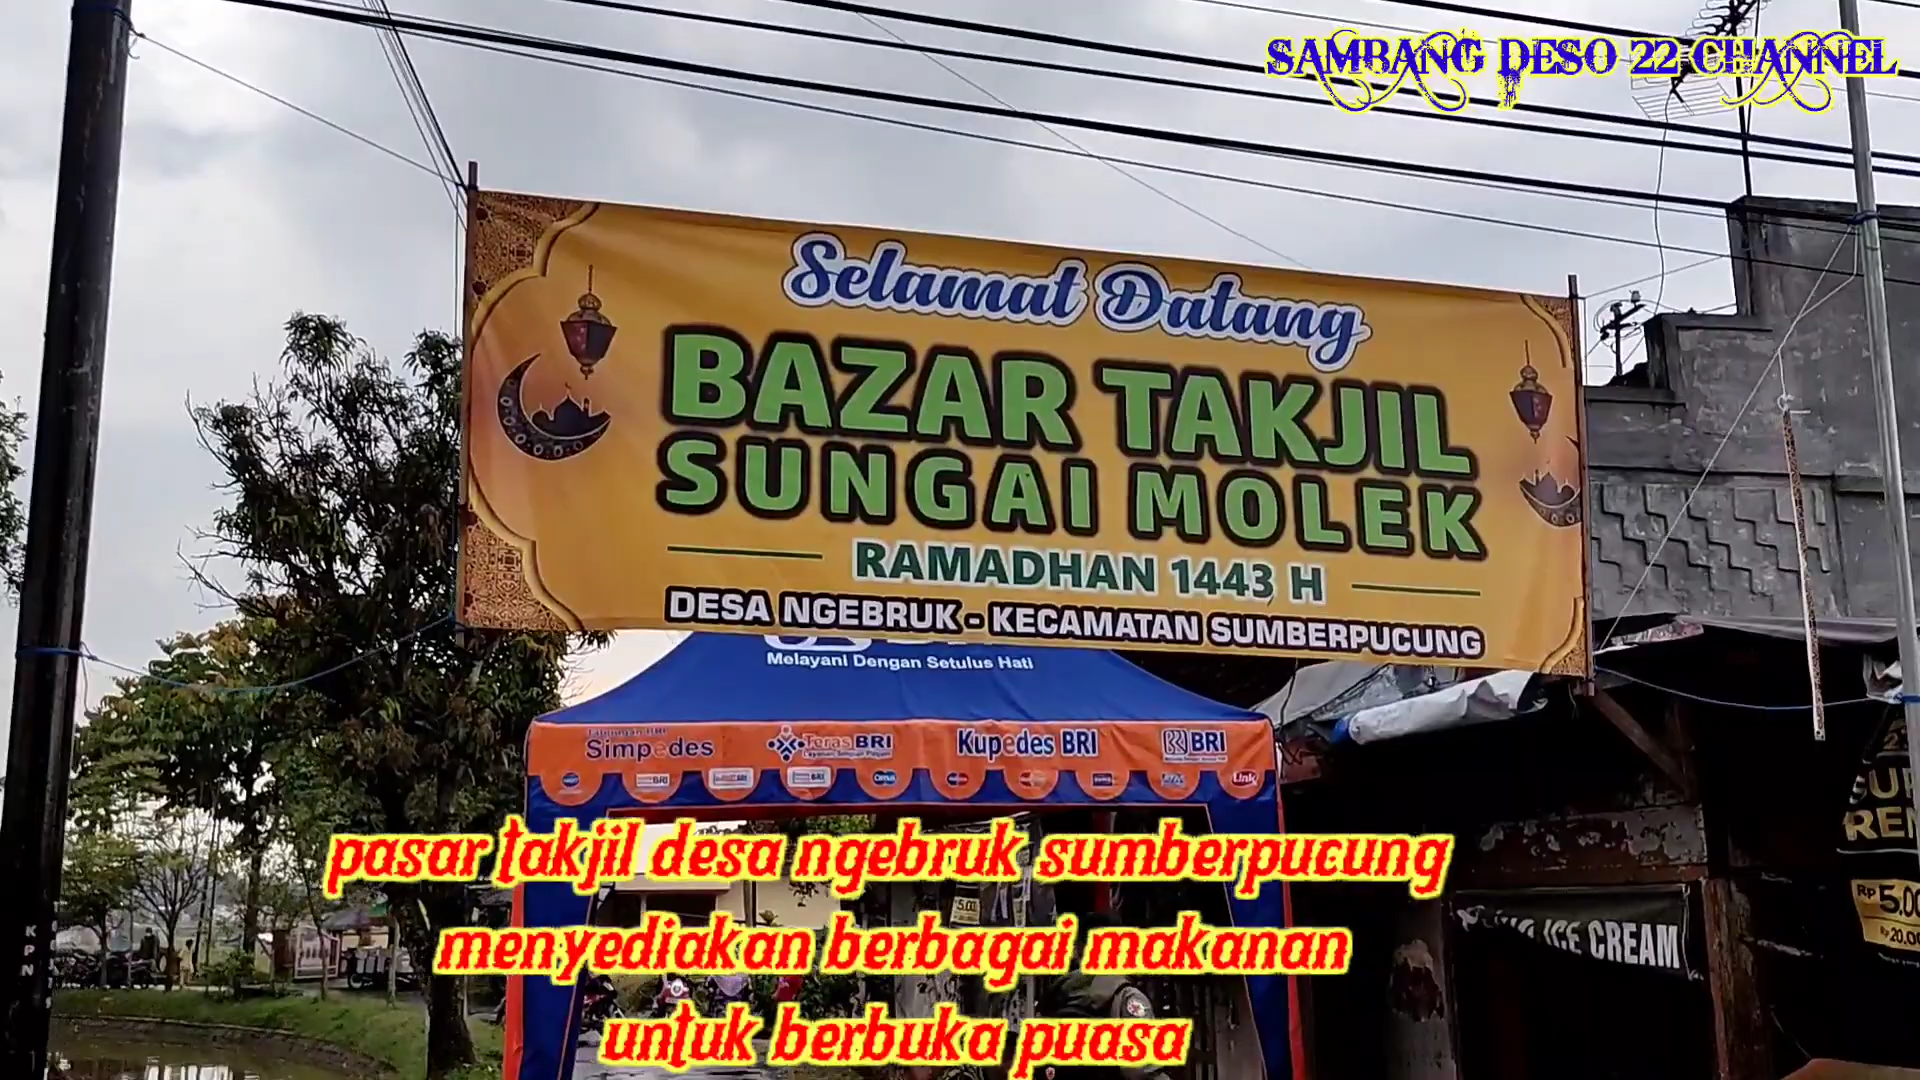 SAMBANG DESO 22 CHANNEL
Selamat Datang
BAZAR TAKJIL
SUNGAI MOLEK
RAMADHAN 1443 H
DESA NGEBRUK - KECAMATAN SUMBERPUCUNG
Melayani Dengan Setulus Hati
Simpedes
Teras BRI
Kupedes BRI
BRI
Link
pasar takjil desa ngebruk sumberpucung
menyediakan berbagai makanan
untuk berbuka puasa
ICE CREAM
KPN